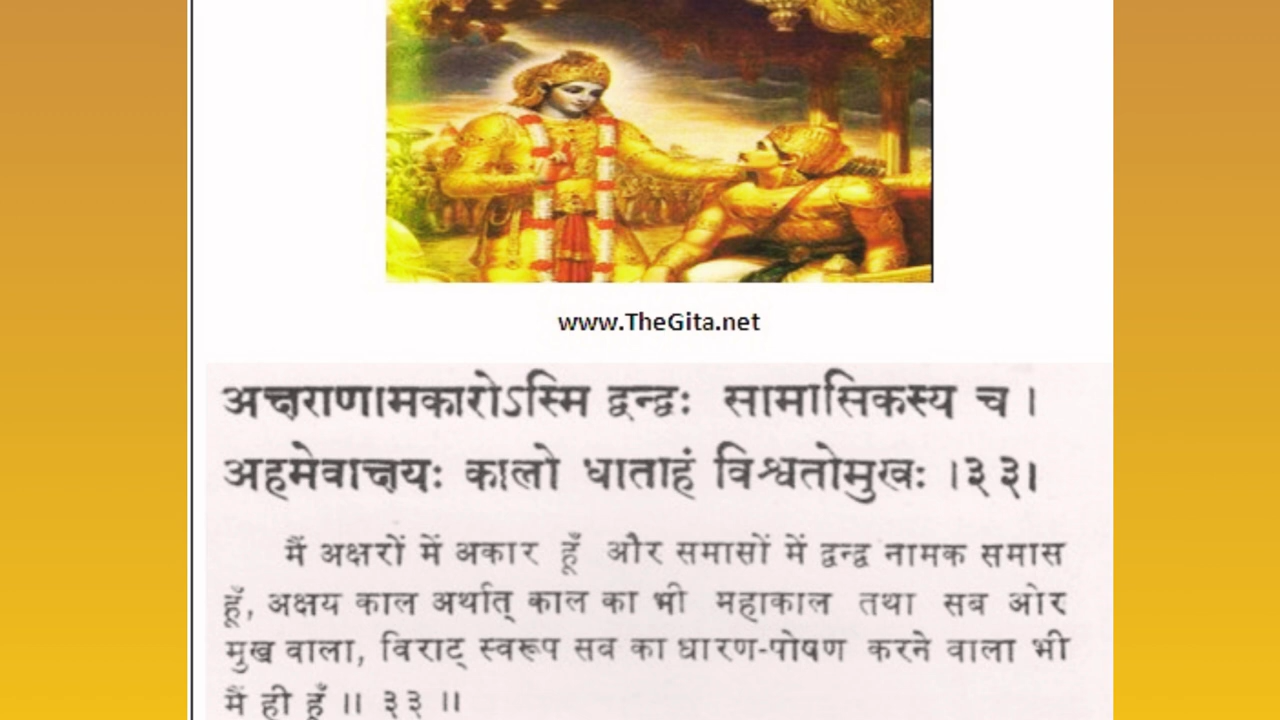 www.TheGita.net
अक्षराणामकारोऽस्मि द्वन्द्वः सामासिकस्य च ।
अहमेवाक्षयः कालो धाताहं विश्वतोमुखः ।३३।
मैं अक्षरों में अकार हूँ और समासों में द्वन्द्व नामक समास
हूँ, अक्षय काल अर्थात् काल का भी महाकाल तथा सब ओर
मुख वाला, विराट् स्वरूप सव का धारण-पोषण करने वाला भी
मैं ही हूँ ॥ ३३ ॥